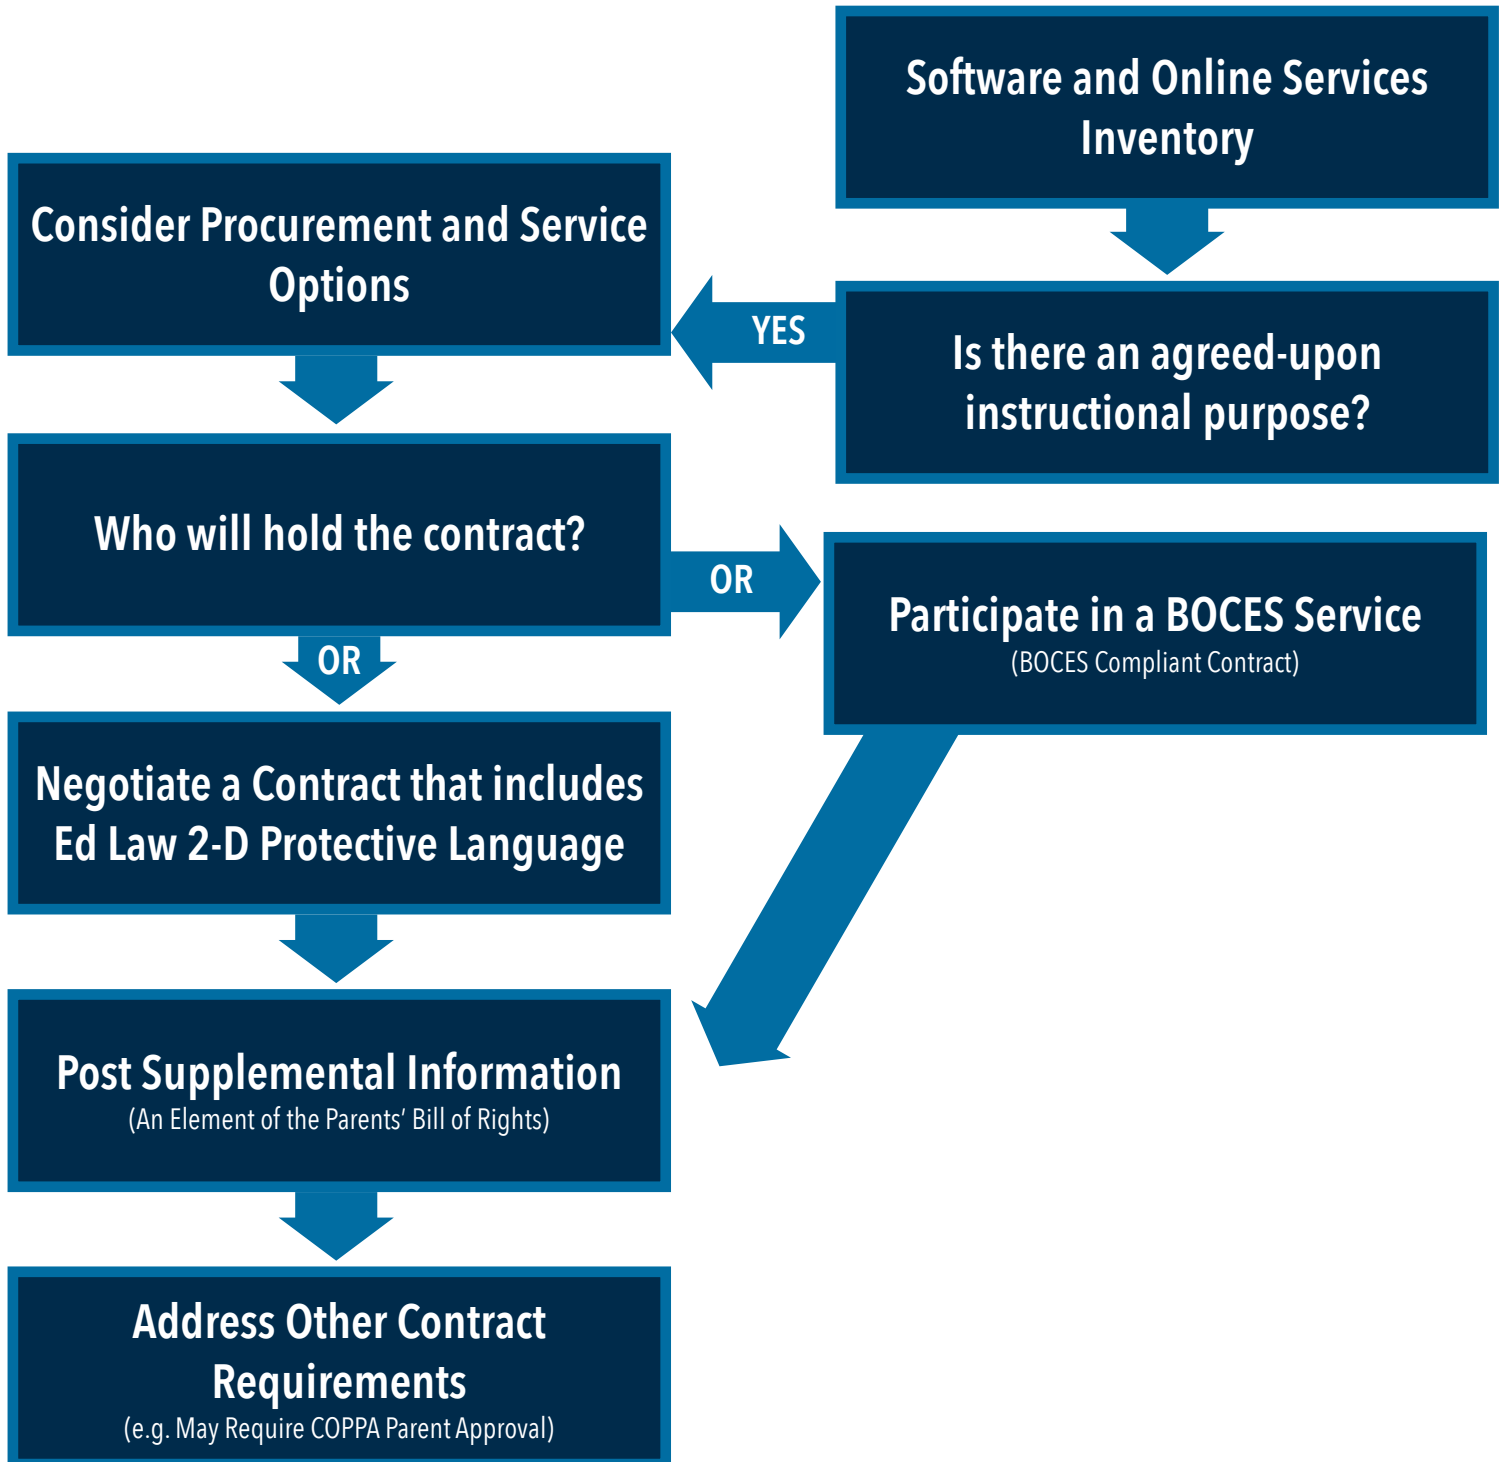 Software and Online Services
Inventory
Is there an agreed-upon
instructional purpose?
YES
Consider Procurement and Service
Options
Who will hold the contract?
OR
Participate in a BOCES Service
(BOCES Compliant Contract)
OR
Negotiate a Contract that includes
Ed Law 2-D Protective Language
Post Supplemental Information
(An Element of the Parents’ Bill of Rights)
Address Other Contract
Requirements
(e.g. May Require COPPA Parent Approval)